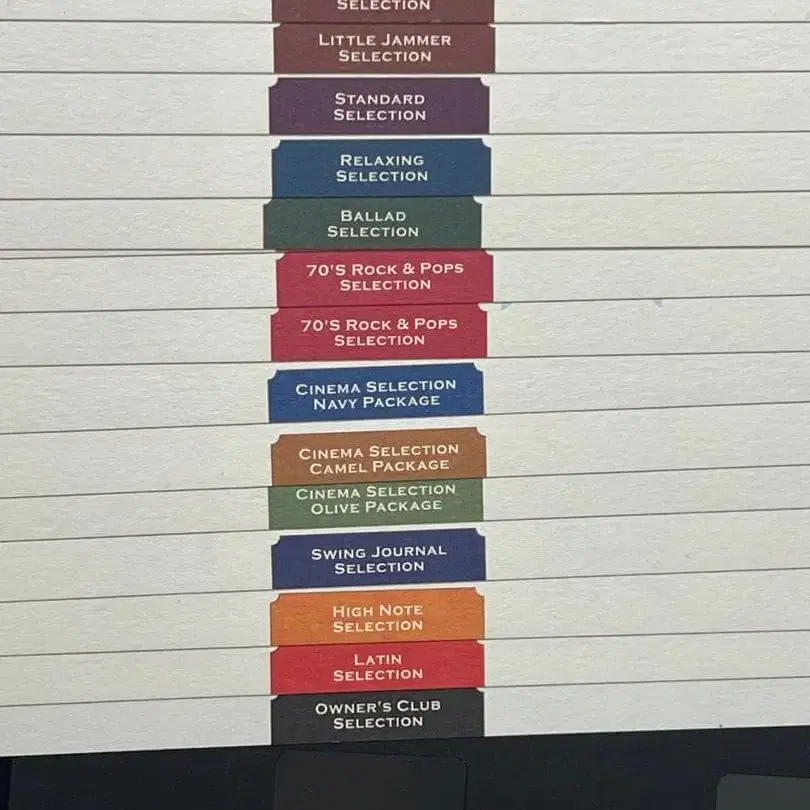 SELECTION
LITTLE JAMMER
SELECTION
STANDARD
SELECTION
RELAXING
SELECTION
BALLAD
SELECTION
70'S ROCK & POPS
SELECTION
70'S ROCK & POPS
SELECTION
CINEMA SELECTION
NAVY PACKAGE
CINEMA SELECTION
CAMEL PACKAGE
CINEMA SELECTION
OLIVE PACKAGE
SWING JOURNAL
SELECTION
HIGH NOTE
SELECTION
LATIN
SELECTION
OWNER'S CLUB
SELECTION